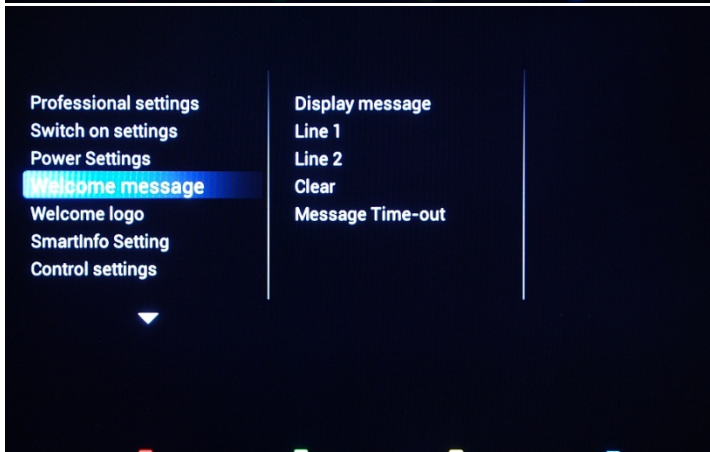 Professional settings
Switch on settings
Power Settings
Welcome message
Welcome logo
SmartInfo Setting
Control settings
Display message
Line 1
Line 2
Clear
Message Time-out